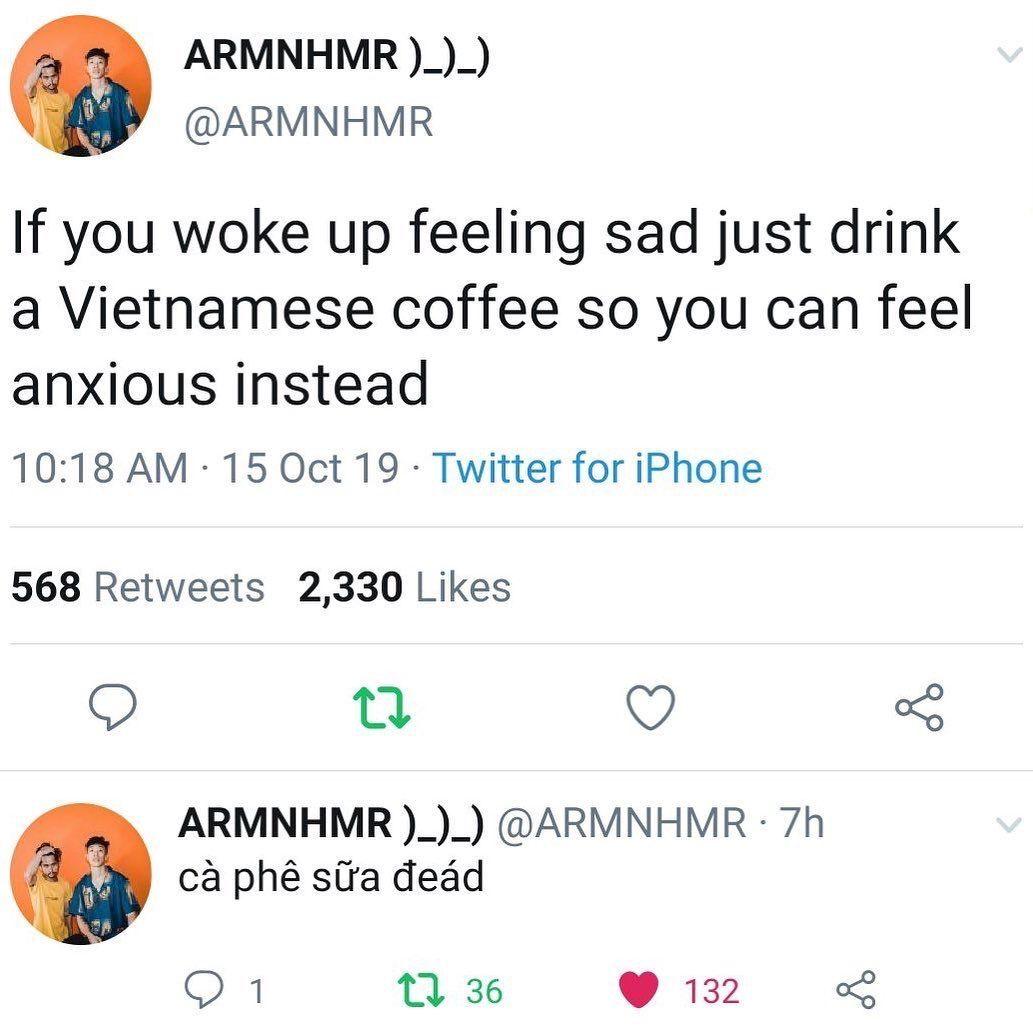 ARMNHMR )_)_)
@ARMNHMR
If you woke up feeling sad just drink
a Vietnamese coffee so you can feel
anxious instead
10:18 AM · 15 Oct 19 · Twitter for iPhone
568 Retweets 2,330 Likes
ARMNHMR )_)_) @ARMNHMR · 7h
cà phê sữa đeád
1 36 132